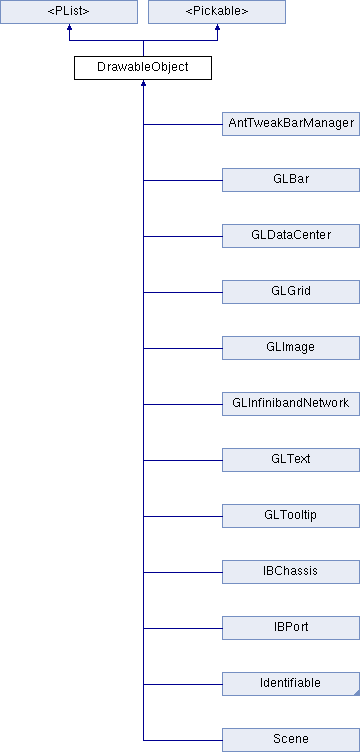 <PList>
<Pickable>
DrawableObject
AntTweakBarManager
GLBar
GLDataCenter
GLGrid
GLImage
GLInfinibandNetwork
GLText
GLTooltip
IBChassis
IBPort
Identifiable
Scene